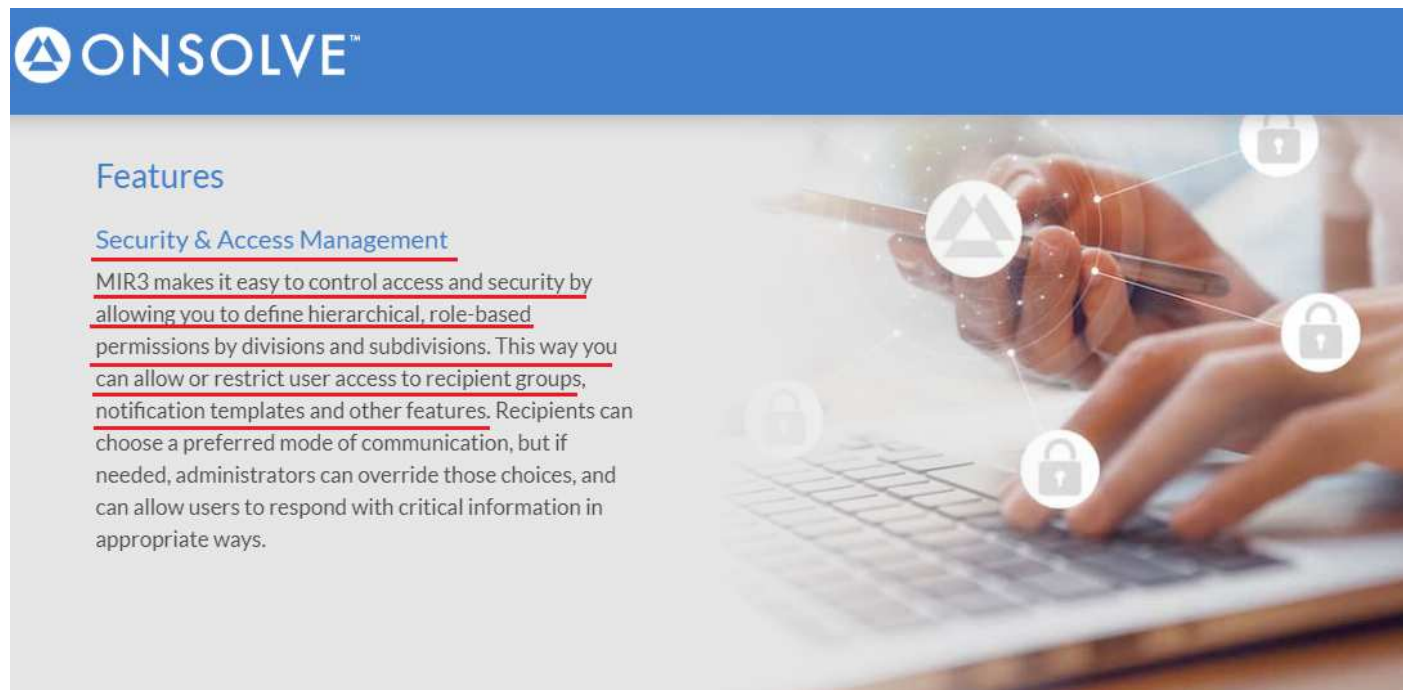 ONSOLVE™
Features
Security & Access Management
MIR3 makes it easy to control access and security by
allowing you to define hierarchical, role-based
permissions by divisions and subdivisions. This way you
can allow or restrict user access to recipient groups,
notification templates and other features. Recipients can
choose a preferred mode of communication, but if
needed, administrators can override those choices, and
can allow users to respond with critical information in
appropriate ways.